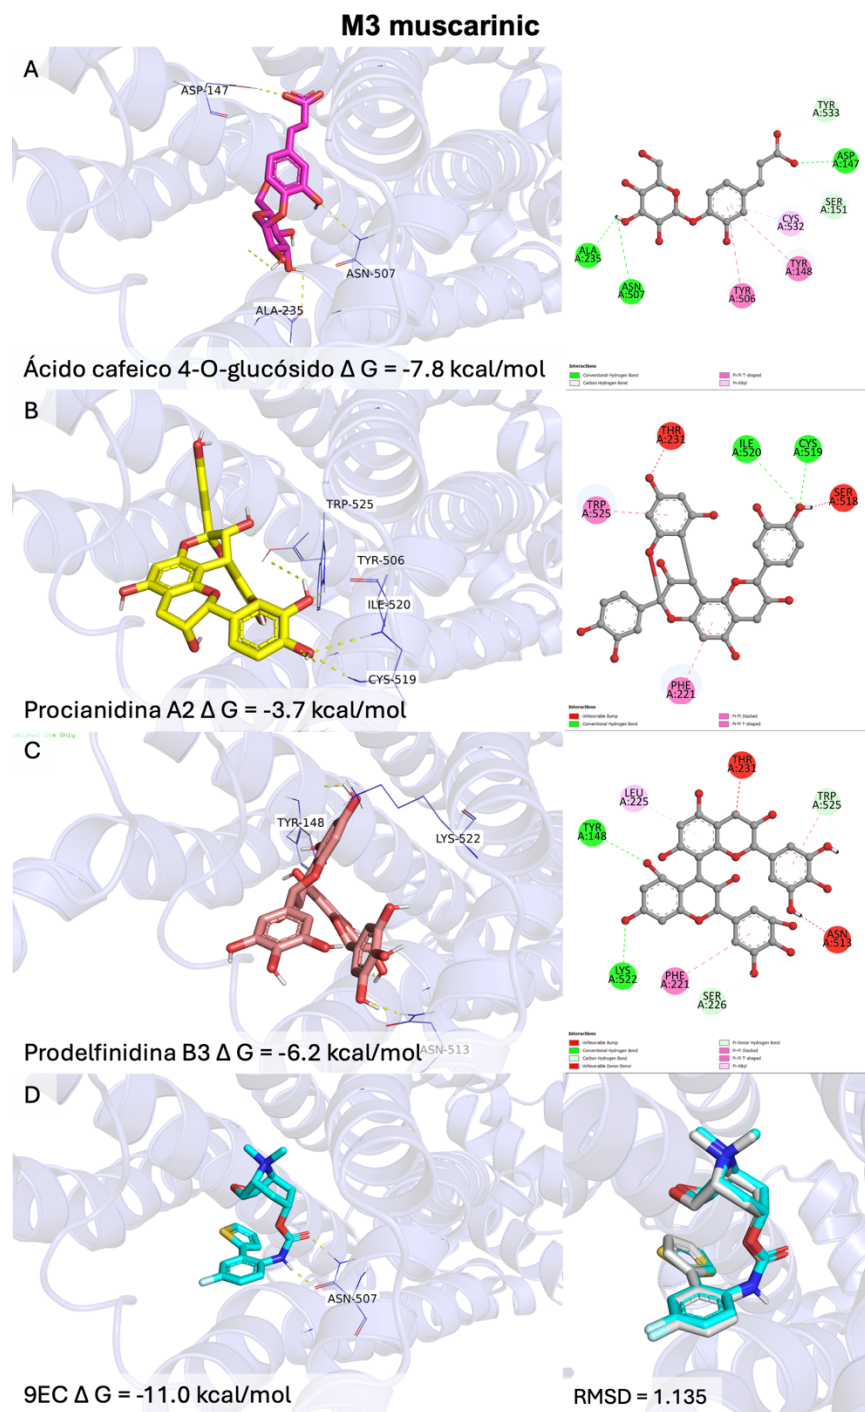 M3 muscarinic
A
ASP-147
ASN-507
ALA-235
Ácido cafeico 4-O-glucósido Δ G = -7.8 kcal/mol
TYR
A:533
ASP
A:147
SER
A:151
CYS
A:532
TYR
A:148
TYR
A:506
ALA
A:235
ASN
A:507
Interactions
Conventional Hydrogen Bond
Carbon Hydrogen Bond
Pi-Pi T-shaped
Pi-Alkyl
B
TRP-525
TYR-506
ILE-520
CYS-519
Procianidina A2 Δ G = -3.7 kcal/mol
THR
A:231
ILE
A:520
CYS
A:519
SER
A:518
TRP
A:525
PHE
A:221
Interactions
Unfavorable Bump
Conventional Hydrogen Bond
Pi-Pi Stacked
Pi-Pi T-shaped
ational Use Only
C
TYR-148
LYS-522
ASN-513
Prodelfinidina B3 Δ G = -6.2 kcal/mol
THR
A:231
LEU
A:225
TRP
A:525
TYR
A:148
ASN
A:513
LYS
A:522
PHE
A:221
SER
A:226
Interactions
Unfavorable Bump
Conventional Hydrogen Bond
Carbon Hydrogen Bond
Unfavorable Donor-Donor
Pi-Donor Hydrogen Bond
Pi-Pi Stacked
Pi-Pi T-shaped
Pi-Alkyl
D
ASN-507
9EC Δ G = -11.0 kcal/mol
RMSD = 1.135